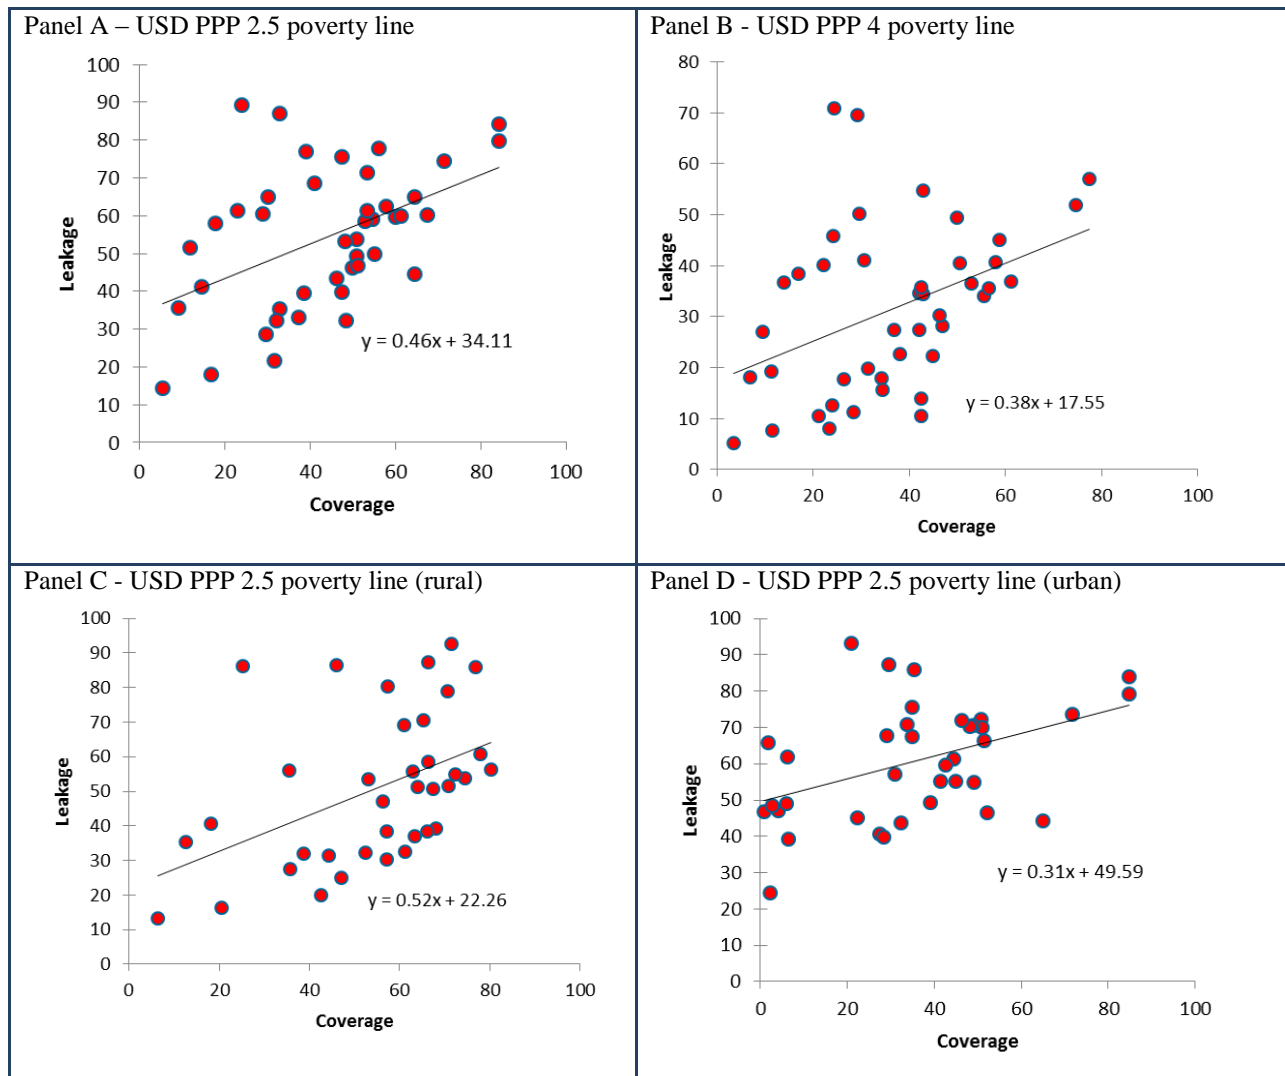 Panel A – USD PPP 2.5 poverty line
100
90
80
70
60
50
40
30
20
10
0
Leakage
y = 0.46x + 34.11
0 20 40 60 80 100
Coverage
Panel B - USD PPP 4 poverty line
80
70
60
50
40
30
20
10
0
Leakage
y = 0.38x + 17.55
0 20 40 60 80 100
Coverage
Panel C - USD PPP 2.5 poverty line (rural)
100
90
80
70
60
50
40
30
20
10
0
Leakage
y = 0.52x + 22.26
0 20 40 60 80 100
Coverage
Panel D - USD PPP 2.5 poverty line (urban)
100
90
80
70
60
50
40
30
20
10
0
Leakage
y = 0.31x + 49.59
0 20 40 60 80 100
Coverage